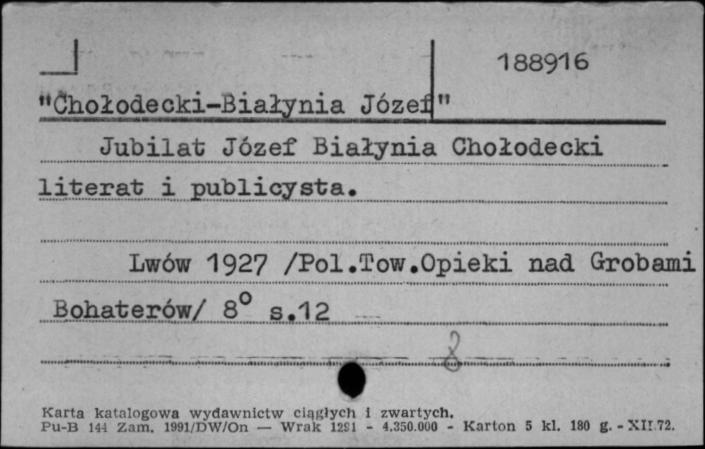 188916
"Chołodecki-Białynia Józef"
Jubilat Józef Białynia Chołodecki
literat i publicysta.
Lwów 1927 /Pol.Tow.Opieki nad Grobami
Bohaterów/ 8° s.12
8
Karta katalogowa wydawnictw ciągłych i zwartych.
Pu-B 144 Zam. 1991/DW/On — Wrak 1291 - 4.350.000 - Karton 5 kl. 180 g. - XII.72.